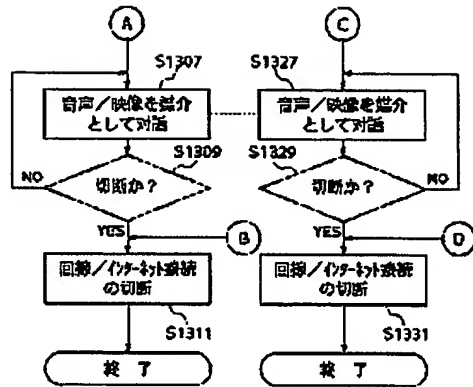 A
C
S1307
S1327
音声／映像を媒介
として対話
音声／映像を媒介
として対話
S1309
S1329
NO
切断か？
切断か？
NO
YES
B
YES
D
回線／インターネット接続
の切断
回線／インターネット接続
の切断
S1311
S1331
終了
終了